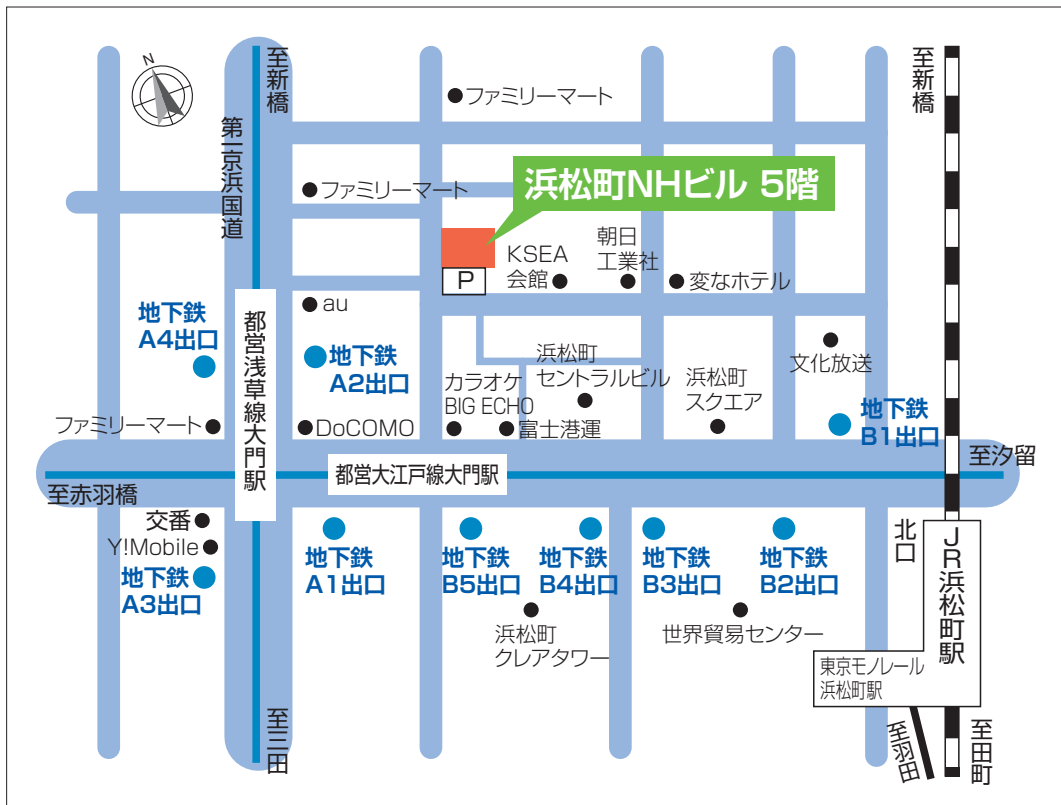 N
至新橋
第一京浜国道
ファミリーマート
至新橋
ファミリーマート
浜松町NHビル 5階
P
KSEA
会館
朝日
工業社
変なホテル
au
地下鉄
A4出口
都営浅草線大門駅
地下鉄
A2出口
カラオケ
BIG ECHO
浜松町
セントラルビル
浜松町
スクエア
文化放送
ファミリーマート
DoCOMO
富士港運
地下鉄
B1出口
至赤羽橋
都営大江戸線大門駅
至汐留
交番
Y!Mobile
地下鉄
A3出口
地下鉄
A1出口
地下鉄
B5出口
地下鉄
B4出口
地下鉄
B3出口
地下鉄
B2出口
北口
JR浜松町駅
浜松町
クレアタワー
世界貿易センター
東京モノレール
浜松町駅
至三田
至羽田
至田町